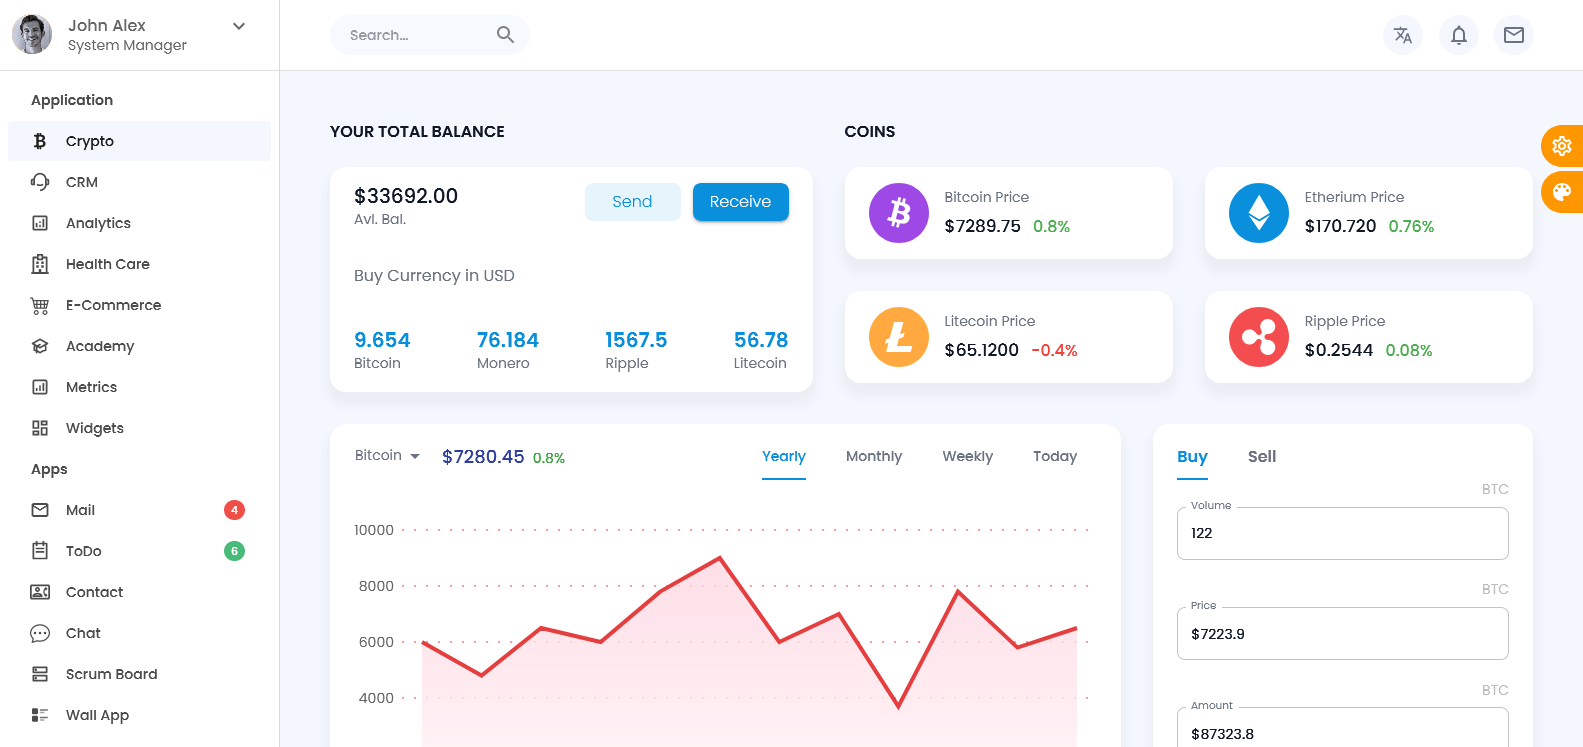 John Alex
System Manager
Search...
Application
Crypto
CRM
Analytics
Health Care
E-Commerce
Academy
Metrics
Widgets
Apps
Mail 4
ToDo 6
Contact
Chat
Scrum Board
Wall App
YOUR TOTAL BALANCE
$33692.00
Avl. Bal.
Send
Receive
Buy Currency in USD
9.654 76.184 1567.5 56.78
Bitcoin Monero Ripple Litecoin
COINS
Bitcoin Price
$7289.75 0.8%
Etherium Price
$170.720 0.76%
Litecoin Price
$65.1200 -0.4%
Ripple Price
$0.2544 0.08%
Bitcoin $7280.45 0.8%
Yearly Monthly Weekly Today
10000
8000
6000
4000
Buy Sell
BTC
Volume
122
BTC
Price
$7223.9
BTC
Amount
$87323.8